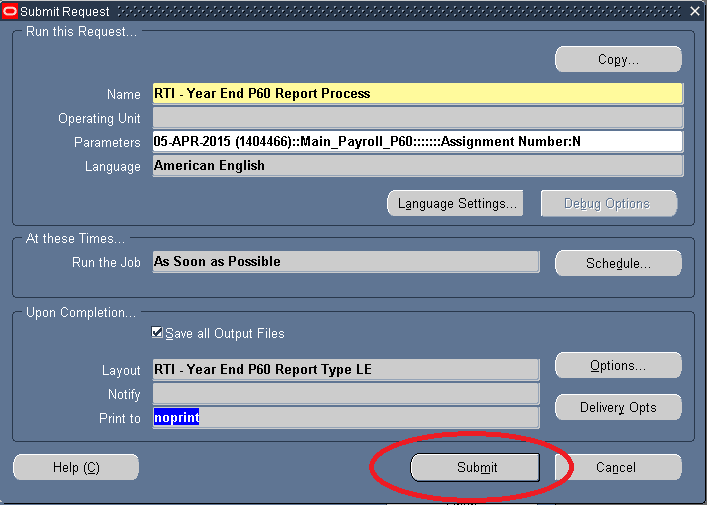 Submit Request
Run this Request...
Copy...
Name RTI - Year End P60 Report Process
Operating Unit
Parameters 05-APR-2015 (1404466)::Main_Payroll_P60:::::::Assignment Number:N
Language American English
Language Settings... Debug Options
At these Times...
Run the Job As Soon as Possible Schedule...
Upon Completion...
Save all Output Files
Layout RTI - Year End P60 Report Type LE Options...
Notify
Print to noprint Delivery Opts
Help (C) Submit Cancel